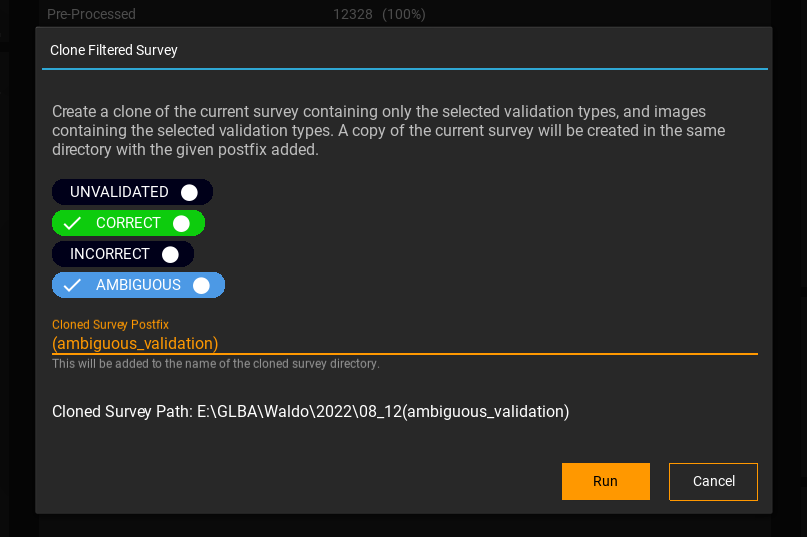 Pre-Processed 12328 (100%)
Clone Filtered Survey
Create a clone of the current survey containing only the selected validation types, and images
containing the selected validation types. A copy of the current survey will be created in the same
directory with the given postfix added.
UNVALIDATED
CORRECT
INCORRECT
AMBIGUOUS
Cloned Survey Postfix
(ambiguous_validation)
This will be added to the name of the cloned survey directory.
Cloned Survey Path: E:\GLBA\Waldo\2022\08_12(ambiguous_validation)
Run Cancel